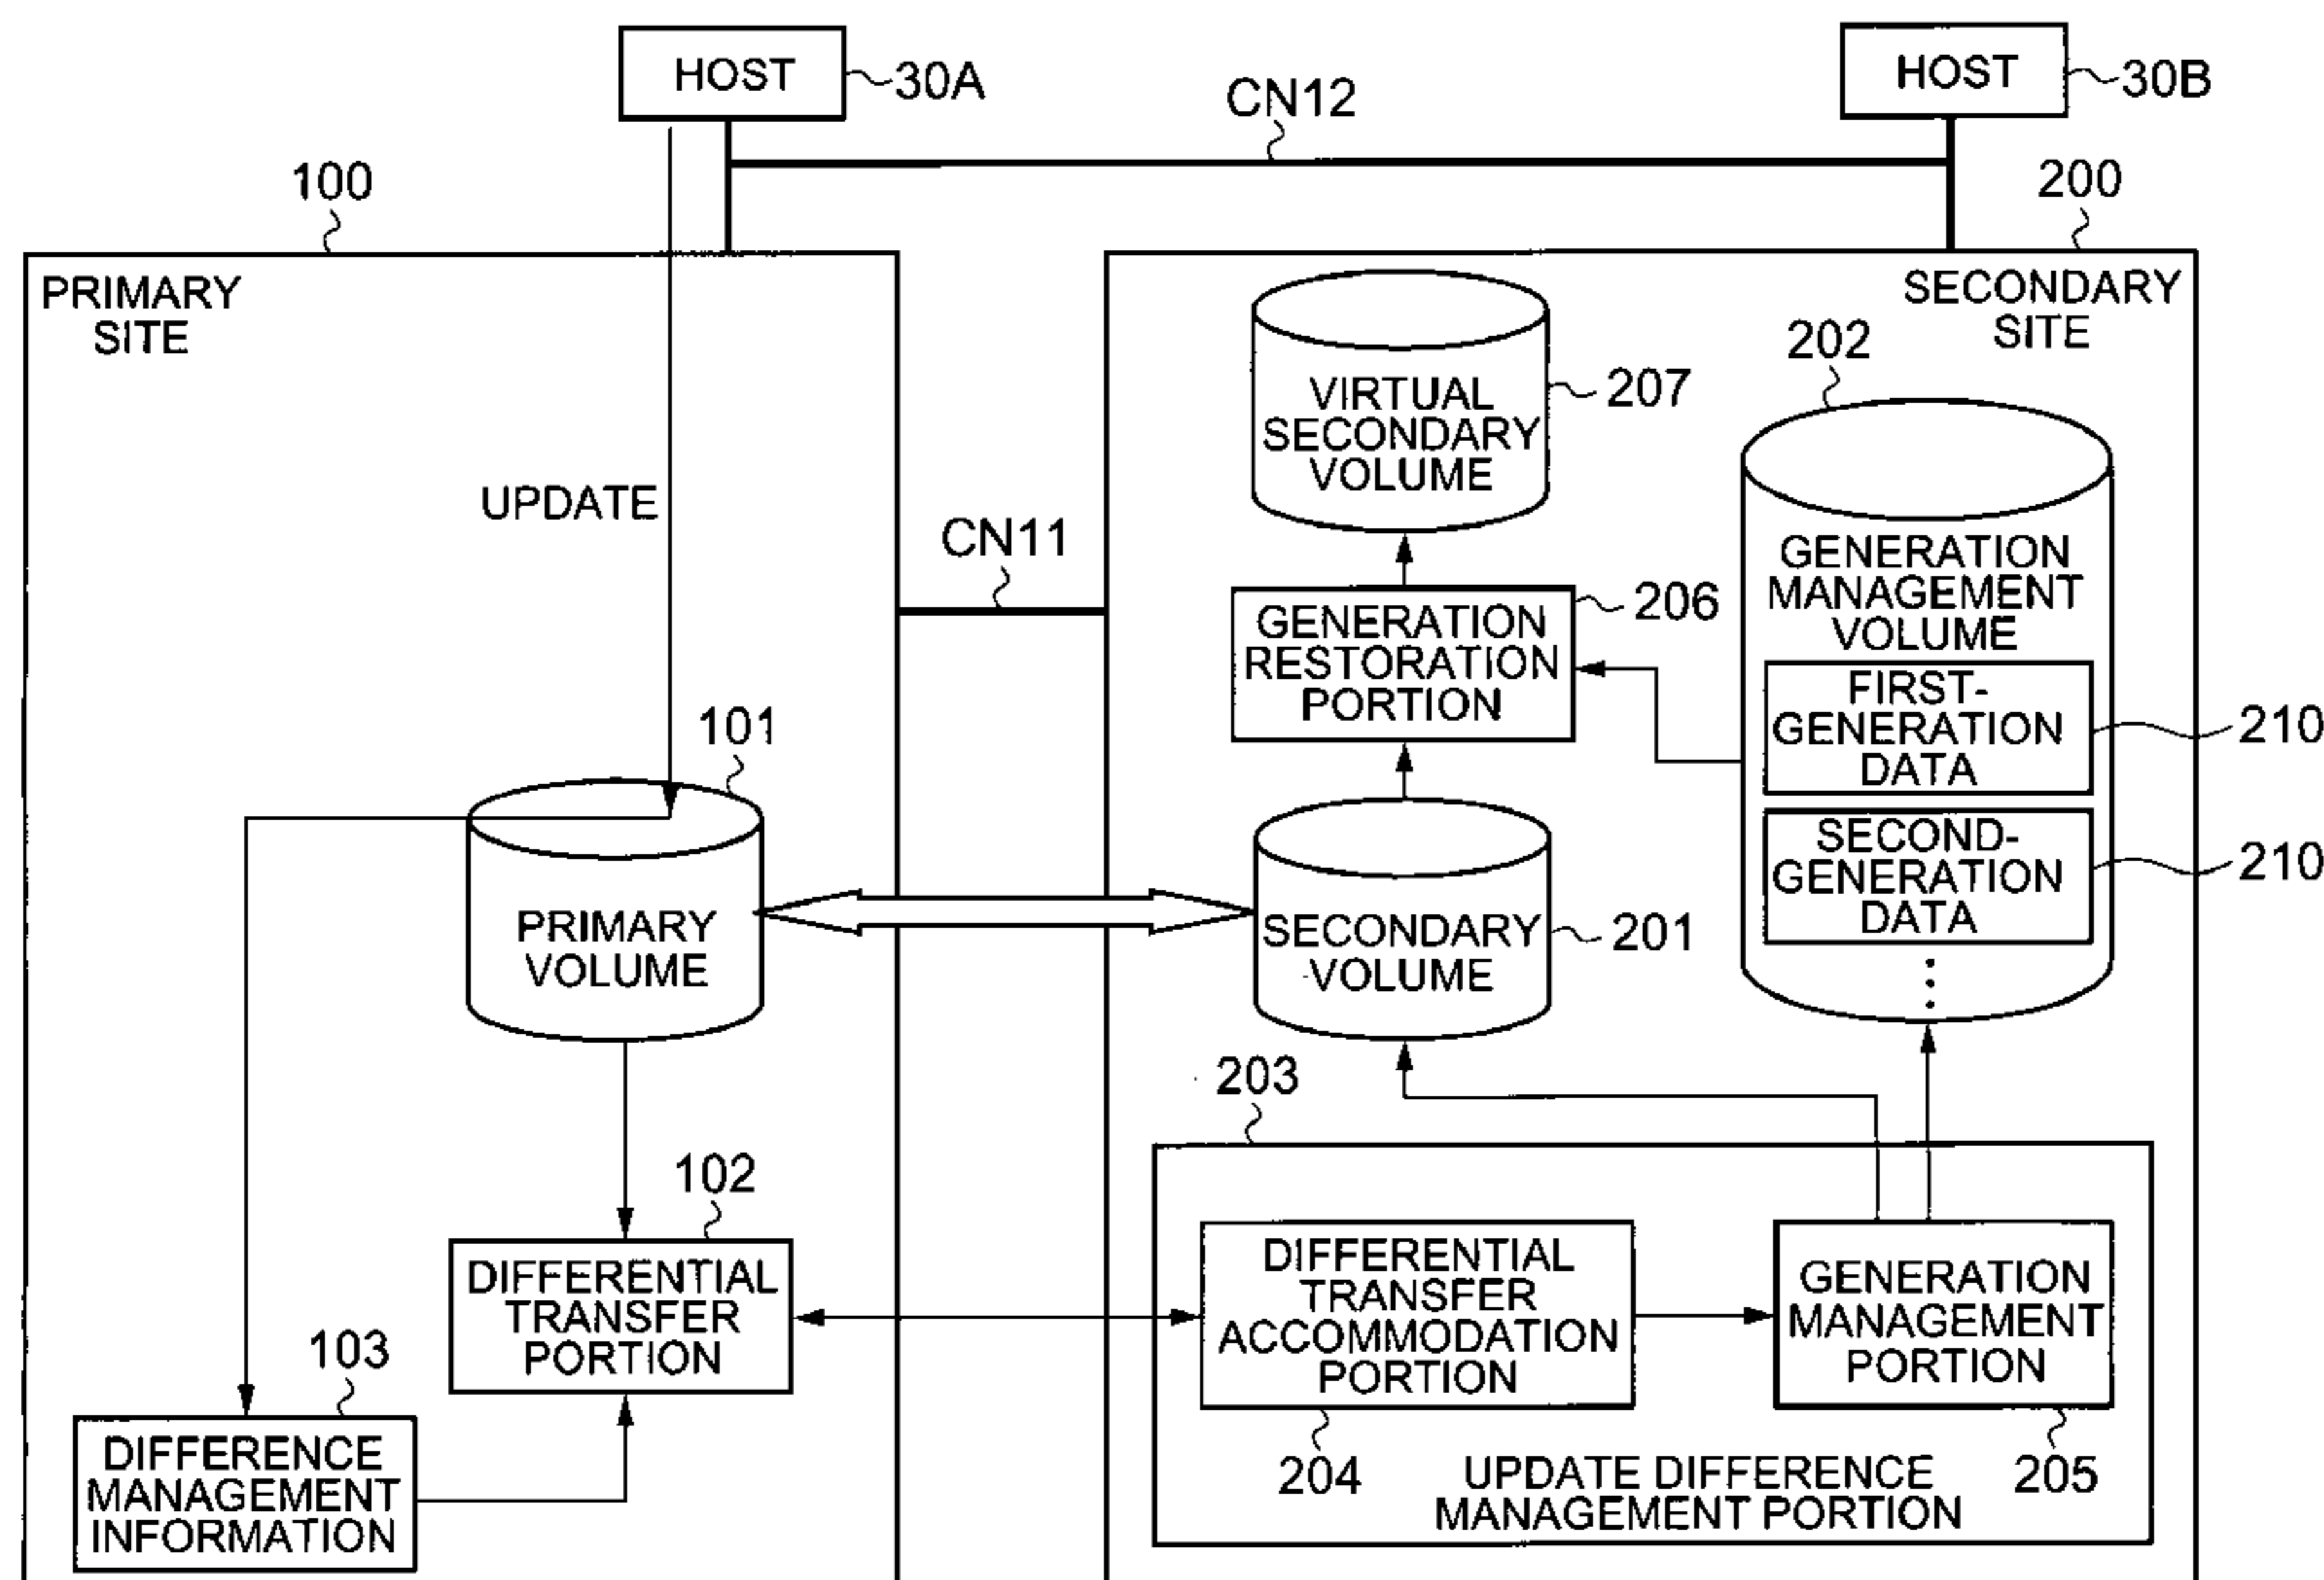 HOST
30A
HOST
30B
CN12
100
200
PRIMARY
SITE
SECONDARY
SITE
202
VIRTUAL
SECONDARY
VOLUME
207
UPDATE
CN11
GENERATION
MANAGEMENT
VOLUME
206
GENERATION
RESTORATION
PORTION
FIRST-
GENERATION
DATA
210
101
SECOND-
GENERATION
DATA
210
PRIMARY
VOLUME
SECONDARY
VOLUME
201
203
102
DIFFERENTIAL
TRANSFER
PORTION
DIFFERENTIAL
TRANSFER
ACCOMMODATION
PORTION
GENERATION
MANAGEMENT
PORTION
103
DIFFERENCE
MANAGEMENT
INFORMATION
204
205
UPDATE DIFFERENCE
MANAGEMENT PORTION